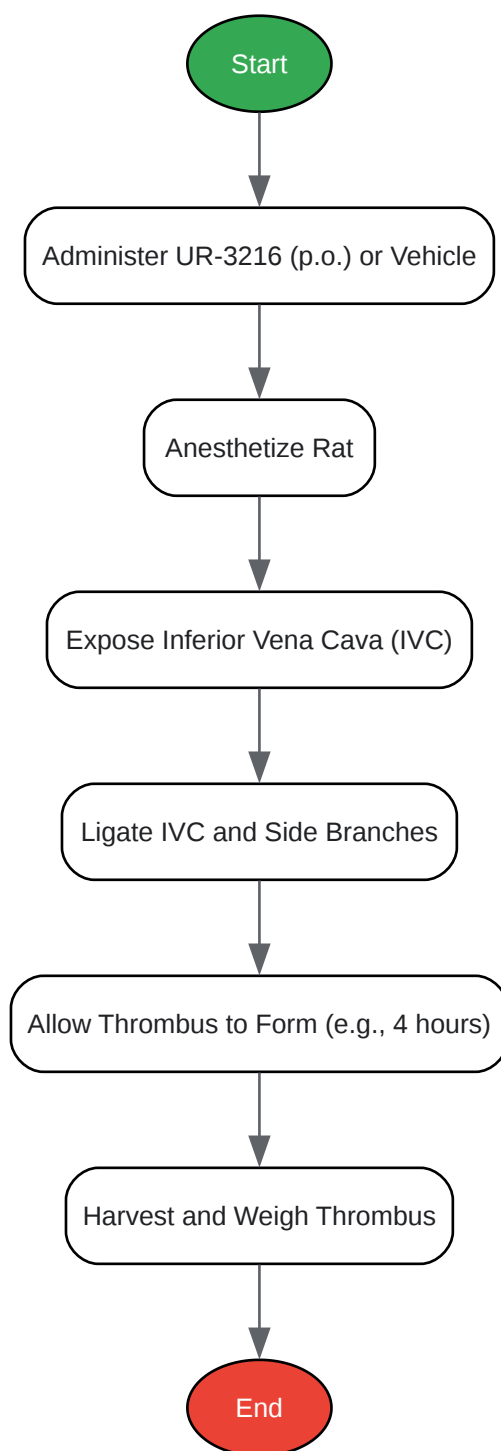 Start
Administer UR-3216 (p.o.) or Vehicle
Anesthetize Rat
Expose Inferior Vena Cava (IVC)
Ligate IVC and Side Branches
Allow Thrombus to Form (e.g., 4 hours)
Harvest and Weigh Thrombus
End